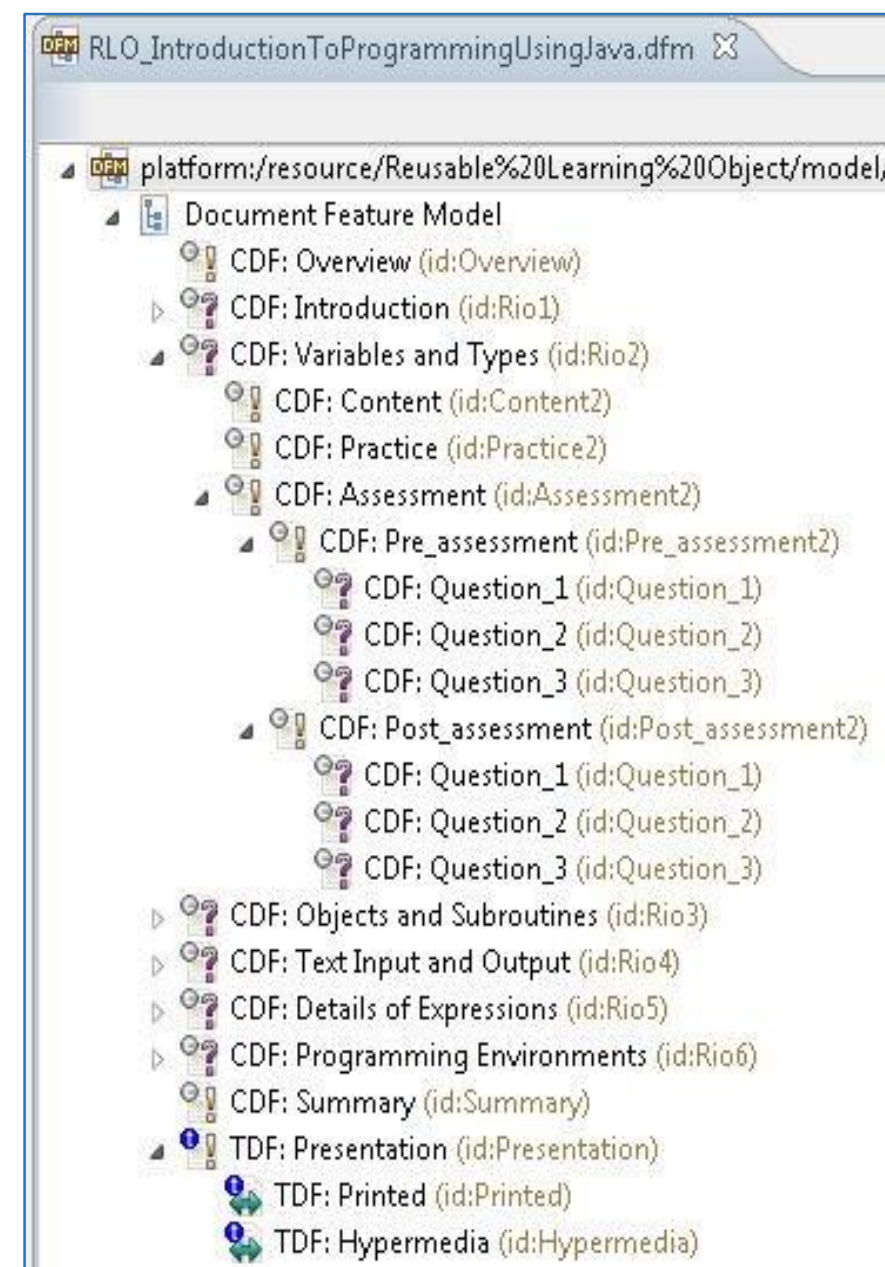 DFM RLO_IntroductionToProgrammingUsingJava.dfm
DFM platform:/resource/Reusable%20Learning%20Object/model/
Document Feature Model
CDF: Overview (id:Overview)
CDF: Introduction (id:Rio1)
CDF: Variables and Types (id:Rio2)
CDF: Content (id:Content2)
CDF: Practice (id:Practice2)
CDF: Assessment (id:Assessment2)
CDF: Pre_assessment (id:Pre_assessment2)
CDF: Question_1 (id:Question_1)
CDF: Question_2 (id:Question_2)
CDF: Question_3 (id:Question_3)
CDF: Post_assessment (id:Post_assessment2)
CDF: Question_1 (id:Question_1)
CDF: Question_2 (id:Question_2)
CDF: Question_3 (id:Question_3)
CDF: Objects and Subroutines (id:Rio3)
CDF: Text Input and Output (id:Rio4)
CDF: Details of Expressions (id:Rio5)
CDF: Programming Environments (id:Rio6)
CDF: Summary (id:Summary)
TDF: Presentation (id:Presentation)
TDF: Printed (id:Printed)
TDF: Hypermedia (id:Hypermedia)